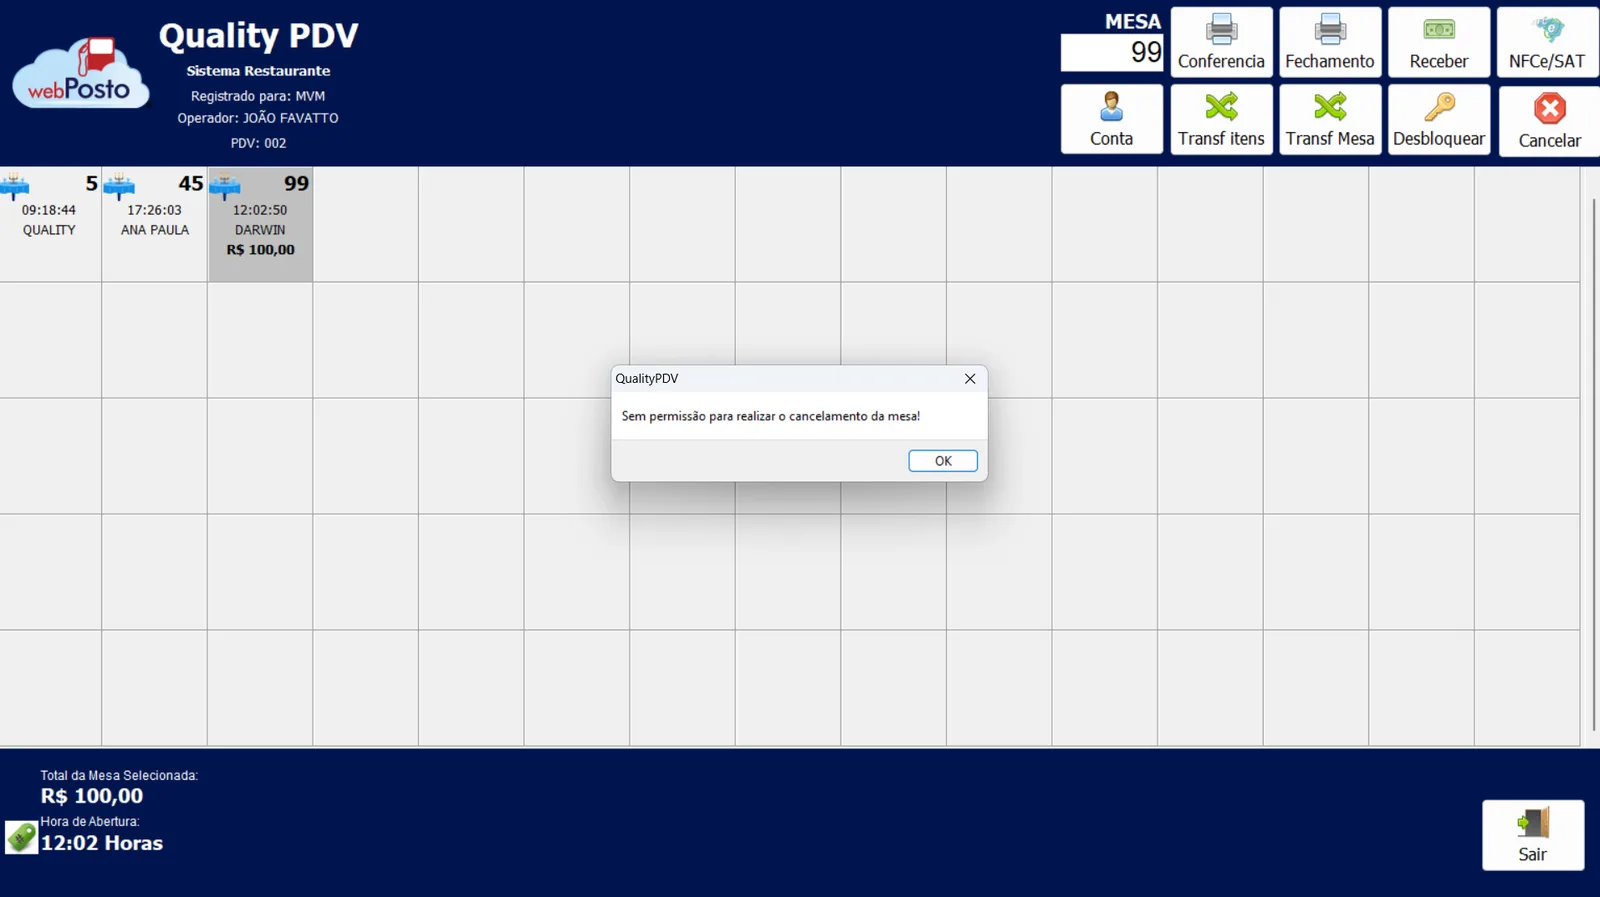 webPosto
Quality PDV
Sistema Restaurante
Registrado para: MVM
Operador: JOÃO FAVATTO
PDV: 002
MESA
99
Conferencia
Fechamento
Receber
NFCe/SAT
Conta
Transf itens
Transf Mesa
Desbloquear
Cancelar
5
09:18:44
QUALITY
45
17:26:03
ANA PAULA
99
12:02:50
DARWIN
R$ 100,00
QualityPDV
Sem permissão para realizar o cancelamento da mesa!
OK
Total da Mesa Selecionada:
R$ 100,00
Hora de Abertura:
12:02 Horas
Sair